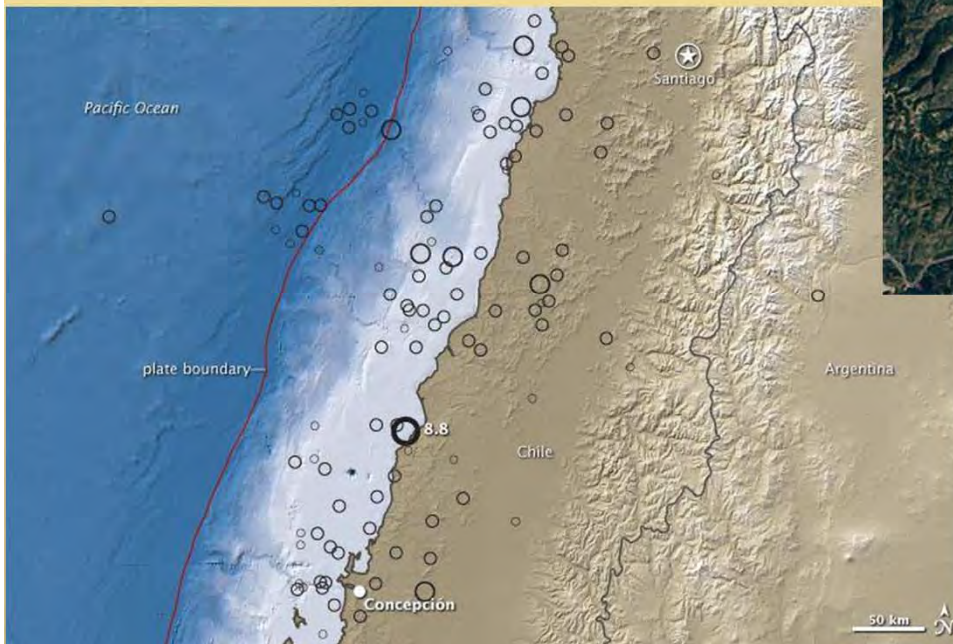 Santiago
Pacific Ocean
plate boundary
Argentina
8.8
Chile
Concepción
50 km
N